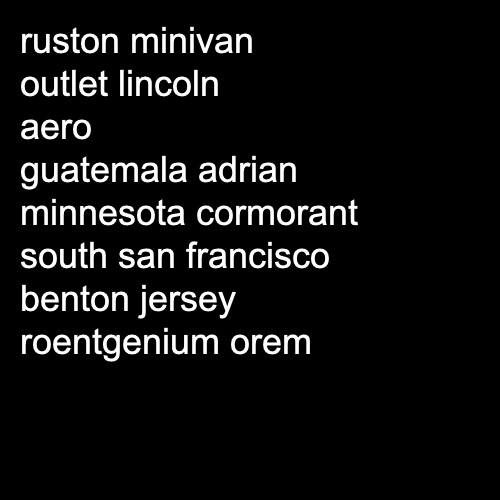 ruston minivan
outlet lincoln
aero
guatemala adrian
minnesota cormorant
south san francisco
benton jersey
roentgenium orem